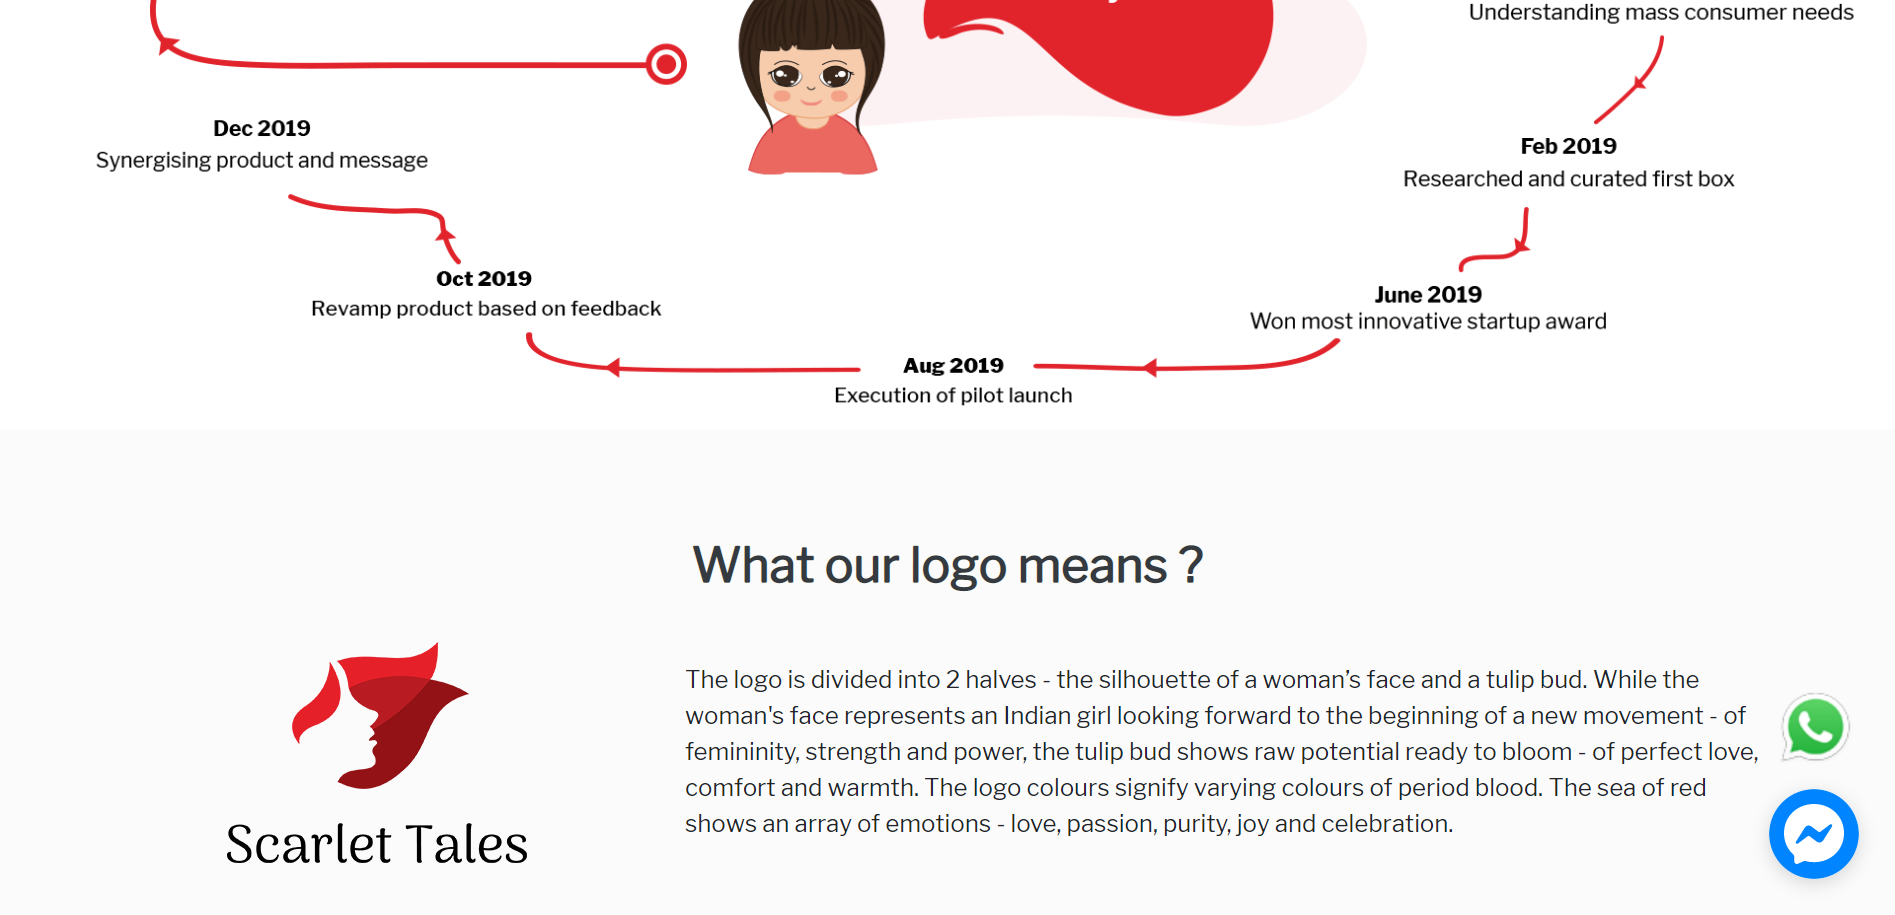 Understanding mass consumer needs
Dec 2019
Synergising product and message
Feb 2019
Researched and curated first box
Oct 2019
Revamp product based on feedback
June 2019
Won most innovative startup award
Aug 2019
Execution of pilot launch
What our logo means ?
The logo is divided into 2 halves - the silhouette of a woman’s face and a tulip bud. While the
woman's face represents an Indian girl looking forward to the beginning of a new movement - of
femininity, strength and power, the tulip bud shows raw potential ready to bloom - of perfect love,
comfort and warmth. The logo colours signify varying colours of period blood. The sea of red
shows an array of emotions - love, passion, purity, joy and celebration.
Scarlet Tales